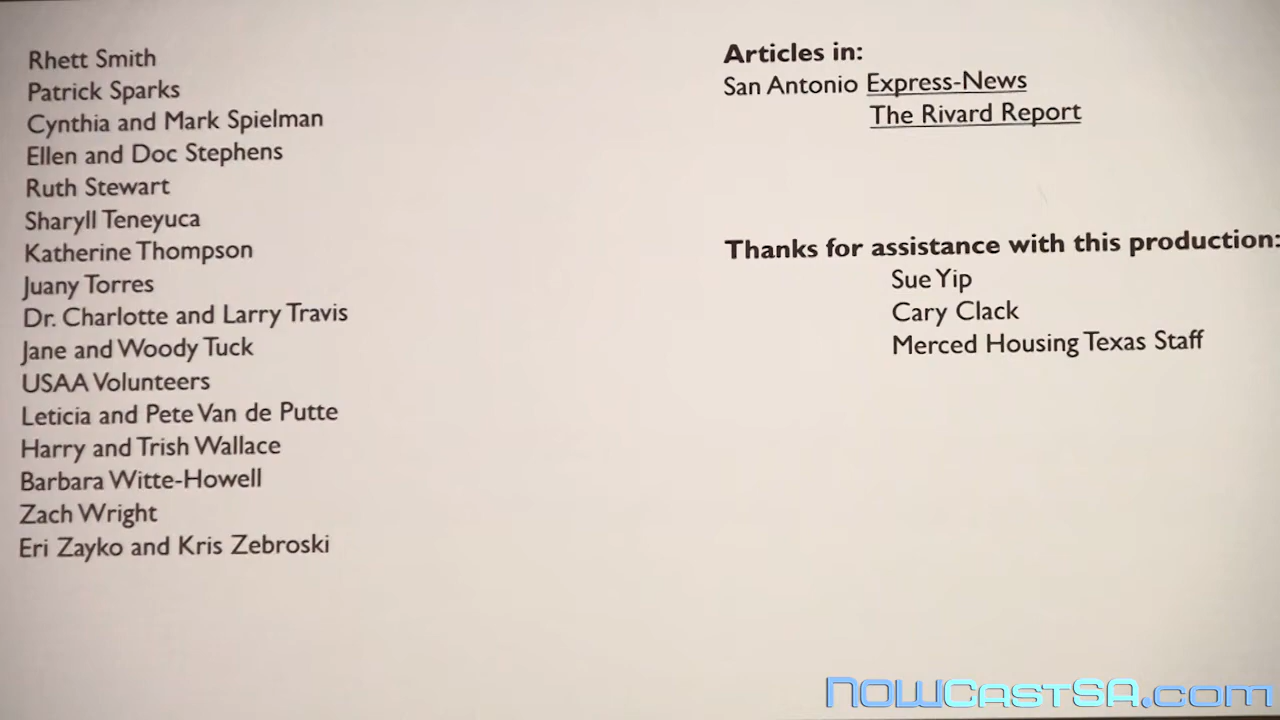 Rhett Smith
Patrick Sparks
Cynthia and Mark Spielman
Ellen and Doc Stephens
Ruth Stewart
Sharyll Teneyuca
Katherine Thompson
Juany Torres
Dr. Charlotte and Larry Travis
Jane and Woody Tuck
USAA Volunteers
Leticia and Pete Van de Putte
Harry and Trish Wallace
Barbara Witte-Howell
Zach Wright
Eri Zayko and Kris Zebroski
Articles in:
San Antonio Express-News
The Rivard Report
Thanks for assistance with this production:
Sue Yip
Cary Clack
Merced Housing Texas Staff
NOWCastSA.com